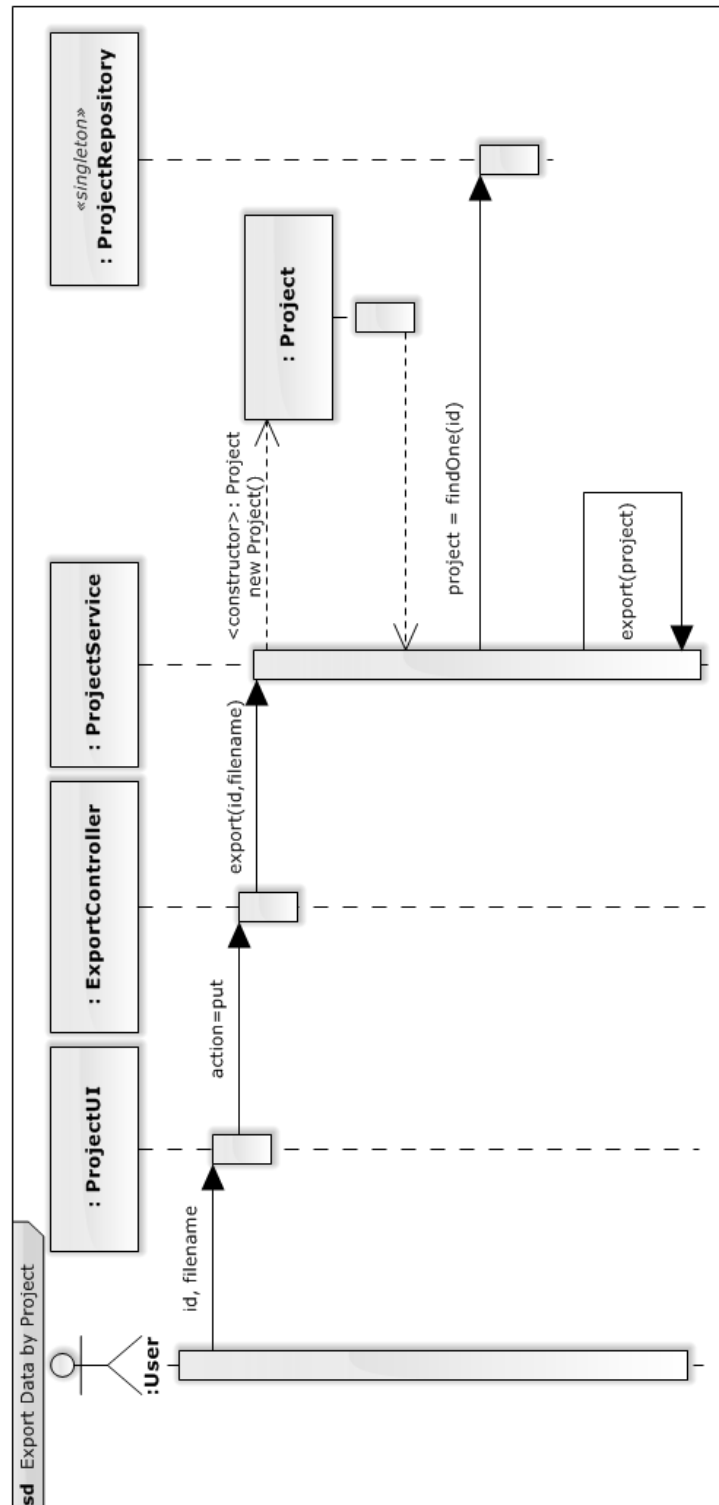 sd Export Data by Project
:User
: ProjectUI
: ExportController
: ProjectService
«singleton»
: ProjectRepository
id, filename
action=put
export(id,filename)
<constructor> : Project
new Project()
: Project
project = findOne(id)
export(project)